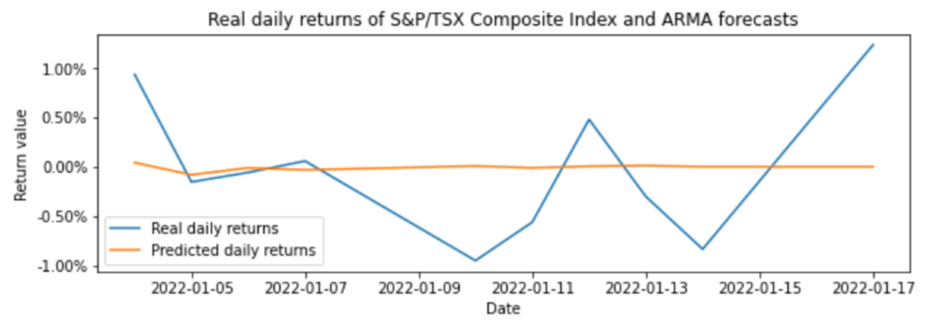 Real daily returns of S&P/TSX Composite Index and ARMA forecasts
Return value
1.00%
0.50%
0.00%
-0.50%
-1.00%
Real daily returns
Predicted daily returns
2022-01-05 2022-01-07 2022-01-09 2022-01-11 2022-01-13 2022-01-15 2022-01-17
Date